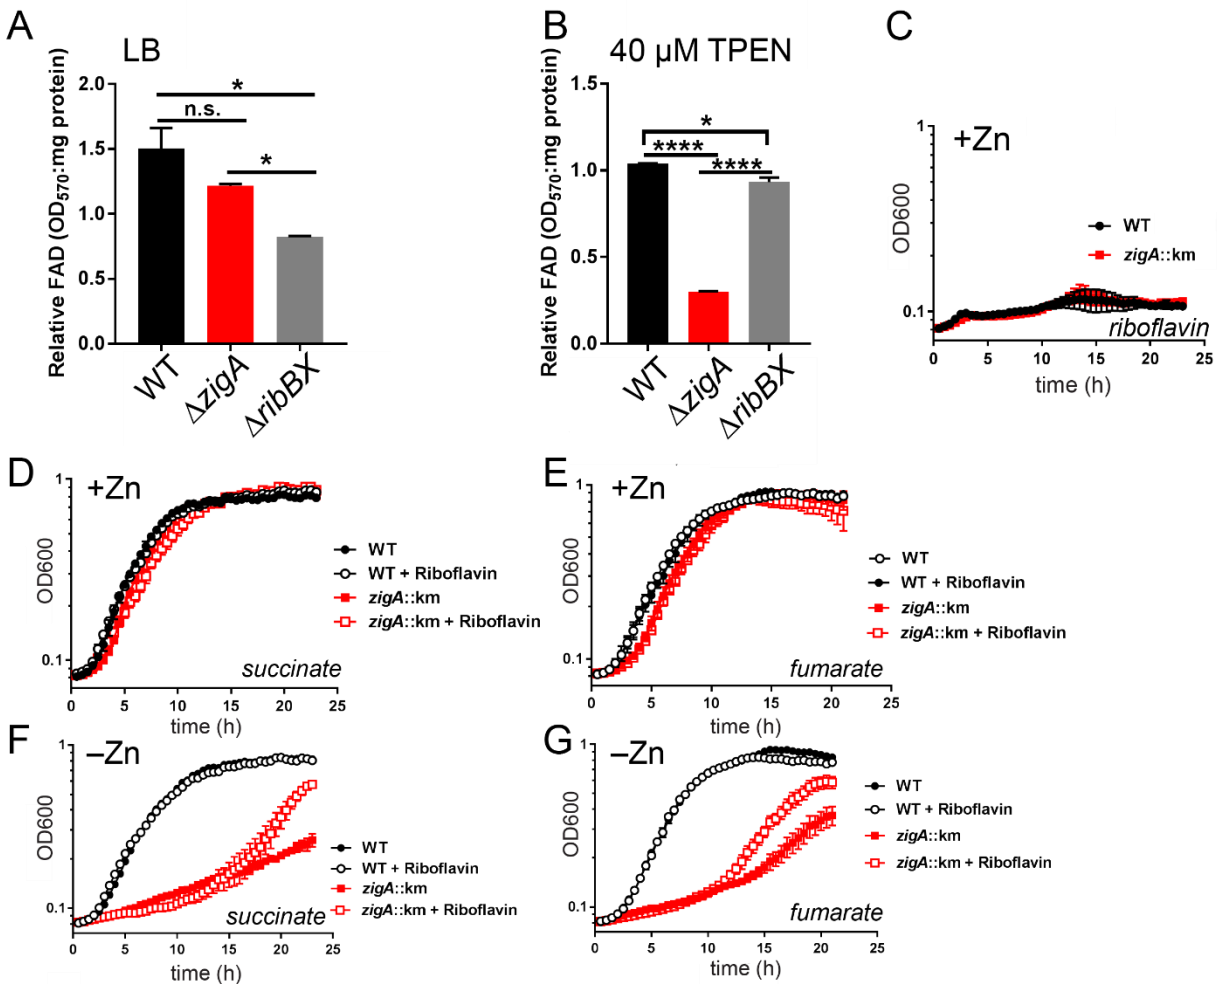 A
LB
Relative FAD (OD570:mg protein)
2.0
1.5
1.0
0.5
0.0
*
n.s.
*
WT
ΔzigA
ΔribBX
B
40 µM TPEN
Relative FAD (OD570:mg protein)
1.5
1.0
0.5
0.0
*
****
****
WT
ΔzigA
ΔribBX
C
+Zn
OD600
1
0.1
WT
zigA::km
riboflavin
0 5 10 15 20 25
time (h)
D
+Zn
OD600
1
0.1
WT
WT + Riboflavin
zigA::km
zigA::km + Riboflavin
succinate
0 5 10 15 20 25
time (h)
E
+Zn
OD600
1
0.1
WT
WT + Riboflavin
zigA::km
zigA::km + Riboflavin
fumarate
0 5 10 15 20 25
time (h)
F
–Zn
OD600
1
0.1
WT
WT + Riboflavin
zigA::km
zigA::km + Riboflavin
succinate
0 5 10 15 20 25
time (h)
G
–Zn
OD600
1
0.1
WT
WT + Riboflavin
zigA::km
zigA::km + Riboflavin
fumarate
0 5 10 15 20 25
time (h)